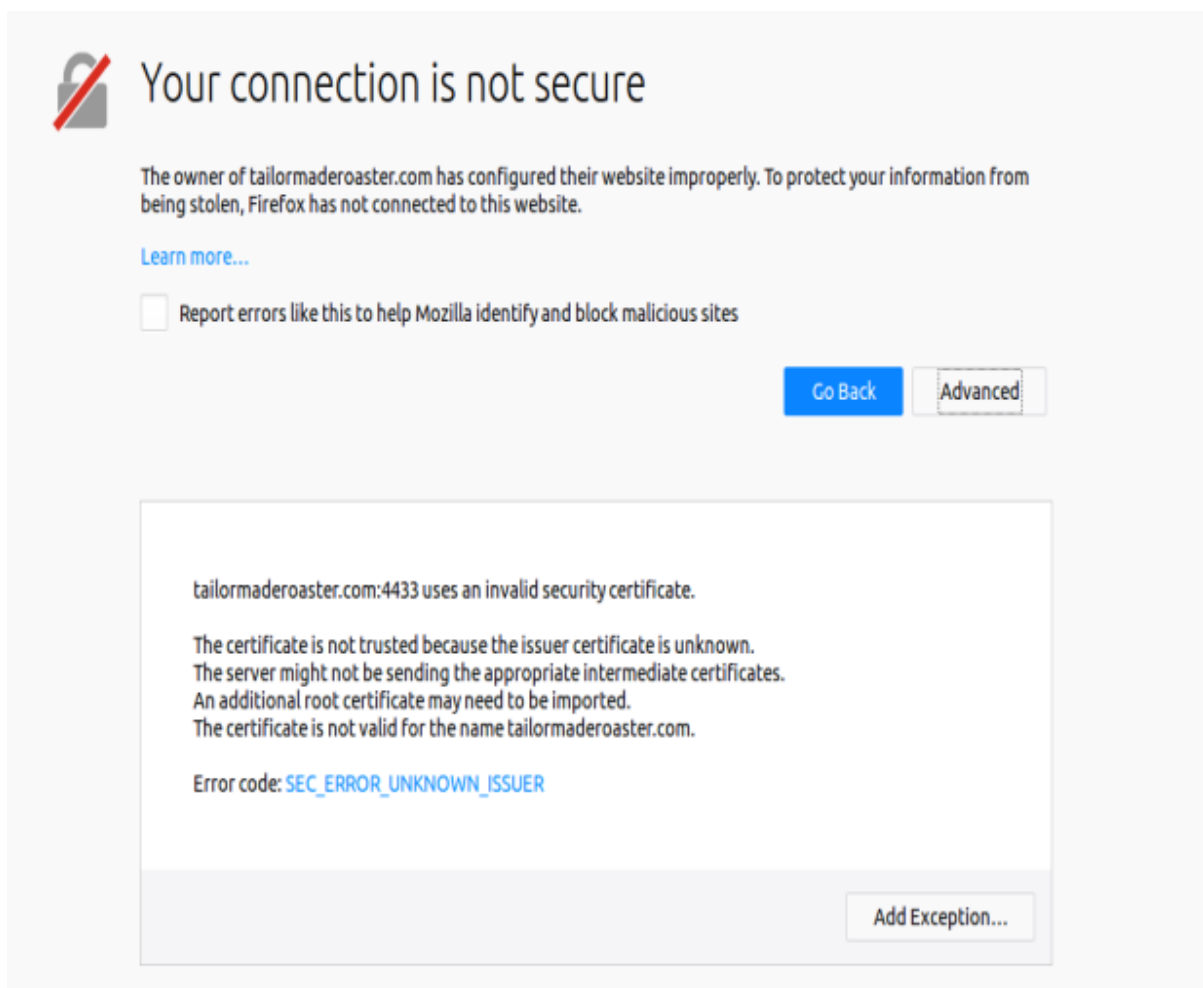 Your connection is not secure
The owner of tailormaderoaster.com has configured their website improperly. To protect your information from
being stolen, Firefox has not connected to this website.
Learn more...
Report errors like this to help Mozilla identify and block malicious sites
Go Back
Advanced
tailormaderoaster.com:4433 uses an invalid security certificate.
The certificate is not trusted because the issuer certificate is unknown.
The server might not be sending the appropriate intermediate certificates.
An additional root certificate may need to be imported.
The certificate is not valid for the name tailormaderoaster.com.
Error code: SEC_ERROR_UNKNOWN_ISSUER
Add Exception...